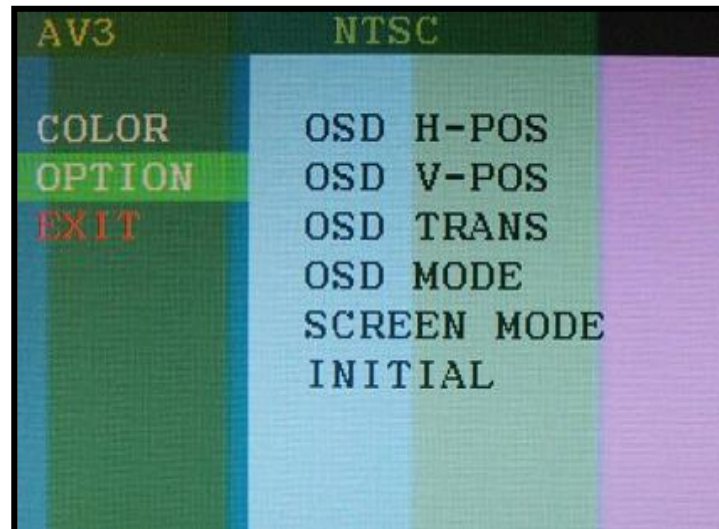 AV3 NTSC
COLOR OSD H-POS
OPTION OSD V-POS
EXIT OSD TRANS
OSD MODE
SCREEN MODE
INITIAL